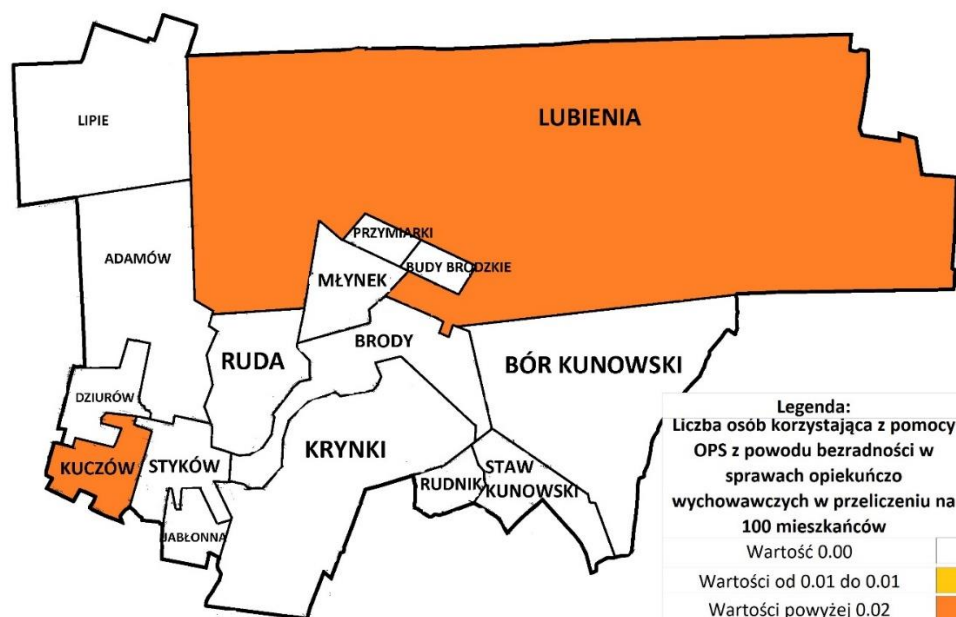 LIPIE
LUBIENIA
PRZYMIARKI
ADAMÓW
BUDY BRODZKIE
MŁYNEK
BRODY
RUDA
BÓR KUNOWSKI
DZIURÓW
Legenda:
Liczba osób korzystająca z pomocy
OPS z powodu bezradności w
sprawach opiekuńczo
wychowawczych w przeliczeniu na
100 mieszkańców
KRYNKI
KUCZÓW
STYKÓW
STAW
KUNOWSKI
RUDNIK
JABŁONNA
Wartość 0.00
Wartości od 0.01 do 0.01
Wartości powyżej 0.02